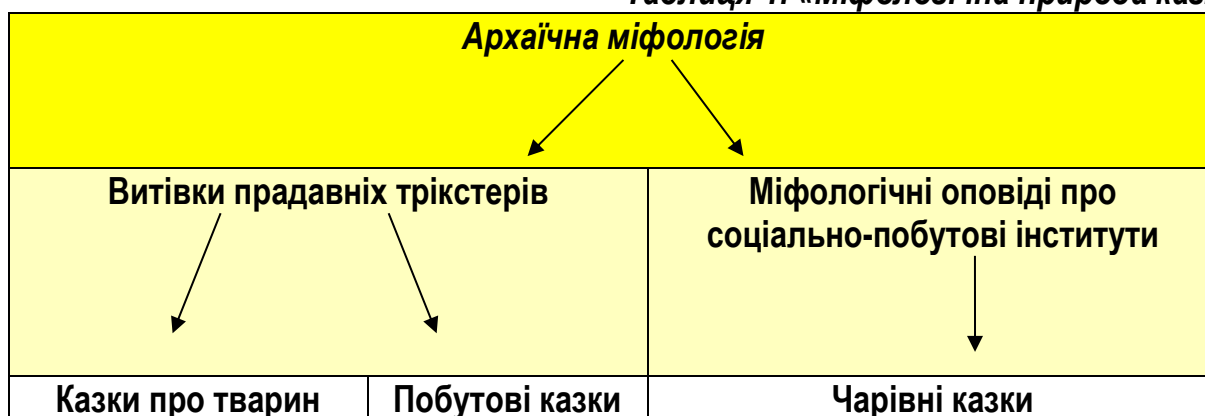 Архаїчна міфологія
Витівки прадавніх трікстерів
Міфологічні оповіді про
соціально-побутові інститути
Казки про тварин
Побутові казки
Чарівні казки